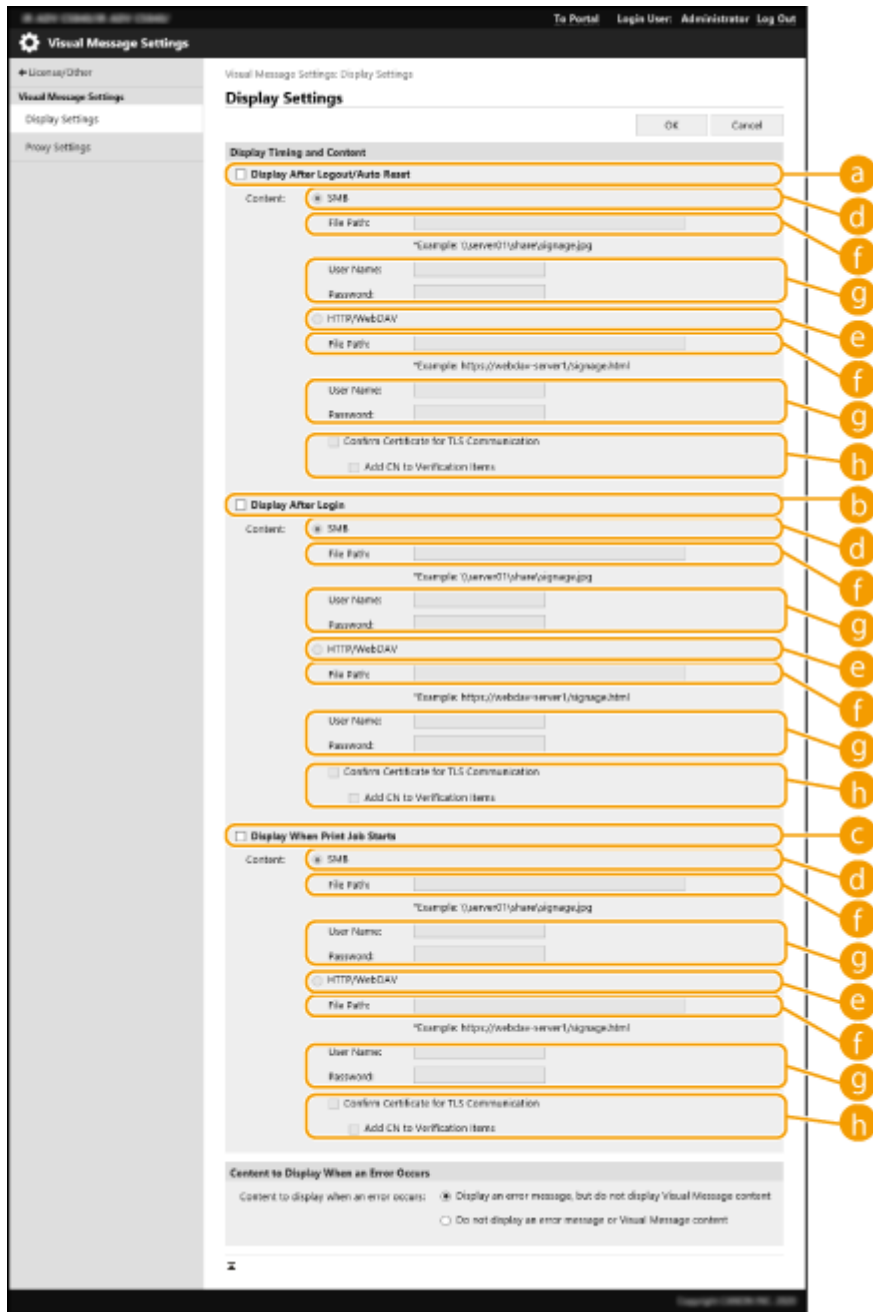 To Portal Login User: Administrator Log Out
Visual Message Settings
License/Other
Visual Message Settings
Display Settings
Proxy Settings
Visual Message Settings: Display Settings
Display Settings
OK Cancel
Display Timing and Content
Display After Logout/Auto Reset a
Content: SMB d
File Path: f
*Example: \\server01\share\signage.jpg
User Name:
Password: g
HTTP/WebDAV e
File Path: f
*Example: https://webdav-server1/signage.html
User Name:
Password: g
Confirm Certificate for TLS Communication
Add CN to Verification Items h
Display After Login b
Content: SMB d
File Path: f
*Example: \\server01\share\signage.jpg
User Name:
Password: g
HTTP/WebDAV e
File Path: f
*Example: https://webdav-server1/signage.html
User Name:
Password: g
Confirm Certificate for TLS Communication
Add CN to Verification Items h
Display When Print Job Starts c
Content: SMB d
File Path: f
*Example: \\server01\share\signage.jpg
User Name:
Password: g
HTTP/WebDAV e
File Path: f
*Example: https://webdav-server1/signage.html
User Name:
Password: g
Confirm Certificate for TLS Communication
Add CN to Verification Items h
Content to Display When an Error Occurs
Content to display when an error occurs: Display an error message, but do not display Visual Message content
Do not display an error message or Visual Message content